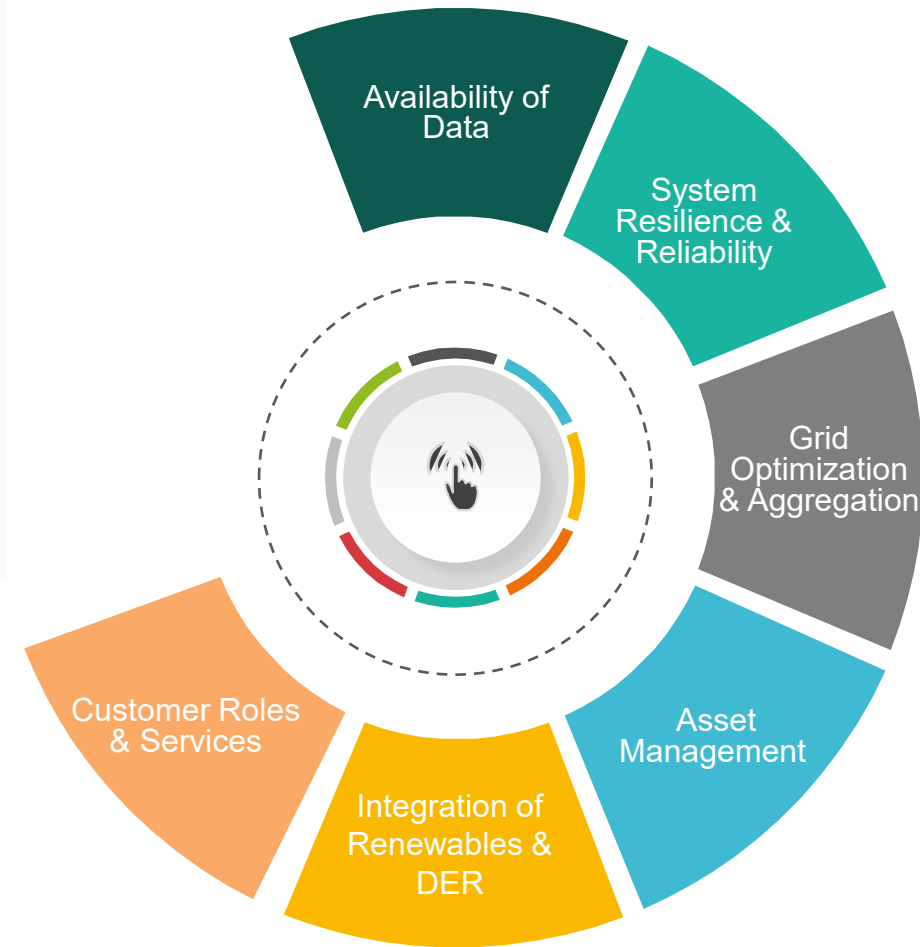 Availability of
Data
System
Resilience &
Reliability
Grid
Optimization
& Aggregation
Asset
Management
Integration of
Renewables &
DER
Customer Roles
& Services